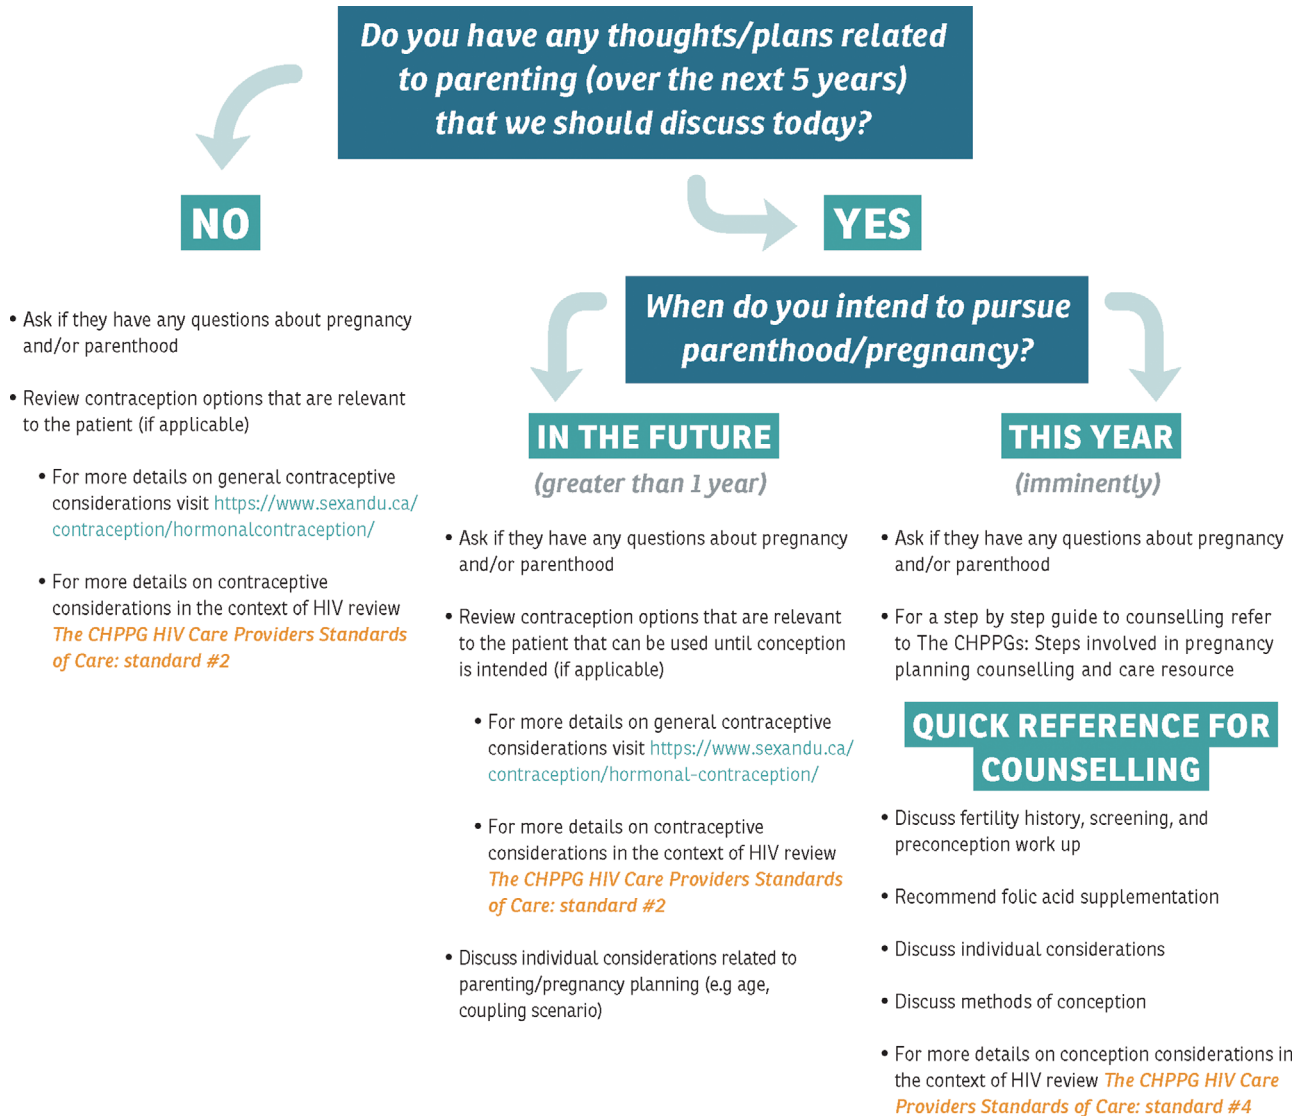 Do you have any thoughts/plans related
to parenting (over the next 5 years)
that we should discuss today?
NO
• Ask if they have any questions about pregnancy
and/or parenthood
• Review contraception options that are relevant
to the patient (if applicable)
• For more details on general contraceptive
considerations visit https://www.sexandu.ca/
contraception/hormonalcontraception/
• For more details on contraceptive
considerations in the context of HIV review
The CHPPG HIV Care Providers Standards
of Care: standard #2
YES
When do you intend to pursue
parenthood/pregnancy?
IN THE FUTURE
(greater than 1 year)
• Ask if they have any questions about pregnancy
and/or parenthood
• Review contraception options that are relevant
to the patient that can be used until conception
is intended (if applicable)
• For more details on general contraceptive
considerations visit https://www.sexandu.ca/
contraception/hormonal-contraception/
• For more details on contraceptive
considerations in the context of HIV review
The CHPPG HIV Care Providers Standards
of Care: standard #2
• Discuss individual considerations related to
parenting/pregnancy planning (e.g age,
coupling scenario)
THIS YEAR
(imminently)
• Ask if they have any questions about pregnancy
and/or parenthood
• For a step by step guide to counselling refer
to The CHPPGs: Steps involved in pregnancy
planning counselling and care resource
QUICK REFERENCE FOR
COUNSELLING
• Discuss fertility history, screening, and
preconception work up
• Recommend folic acid supplementation
• Discuss individual considerations
• Discuss methods of conception
• For more details on conception considerations in
the context of HIV review The CHPPG HIV Care
Providers Standards of Care: standard #4